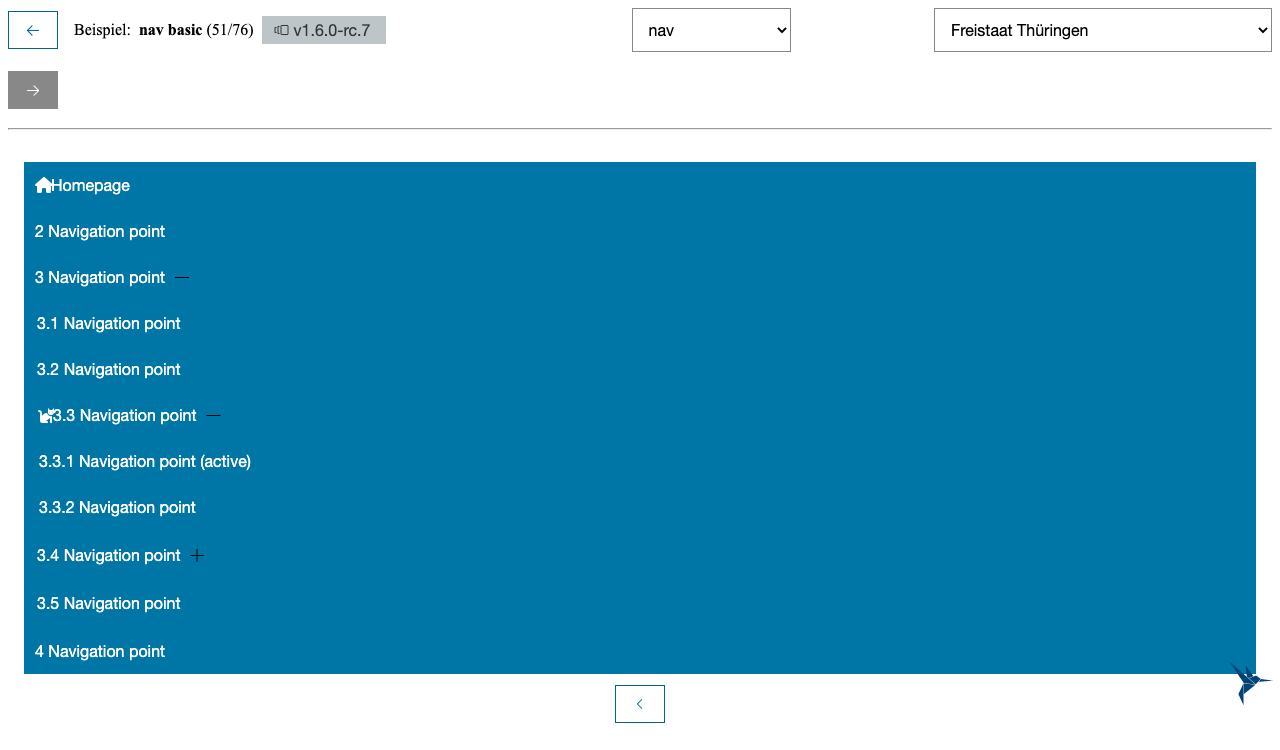 Beispiel: nav basic (51/76) v1.6.0-rc.7 nav Freistaat Thüringen
Homepage
2 Navigation point
3 Navigation point
3.1 Navigation point
3.2 Navigation point
3.3 Navigation point
3.3.1 Navigation point (active)
3.3.2 Navigation point
3.4 Navigation point
3.5 Navigation point
4 Navigation point